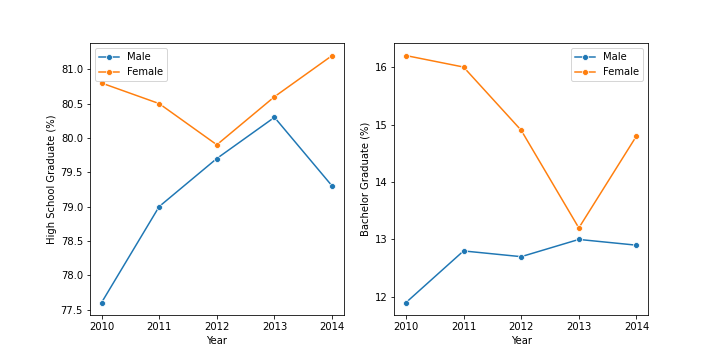 Male
Female
81.0
80.5
80.0
79.5
79.0
78.5
78.0
77.5
High School Graduate (%)
2010 2011 2012 2013 2014
Year
Male
Female
16
15
14
13
12
Bachelor Graduate (%)
2010 2011 2012 2013 2014
Year